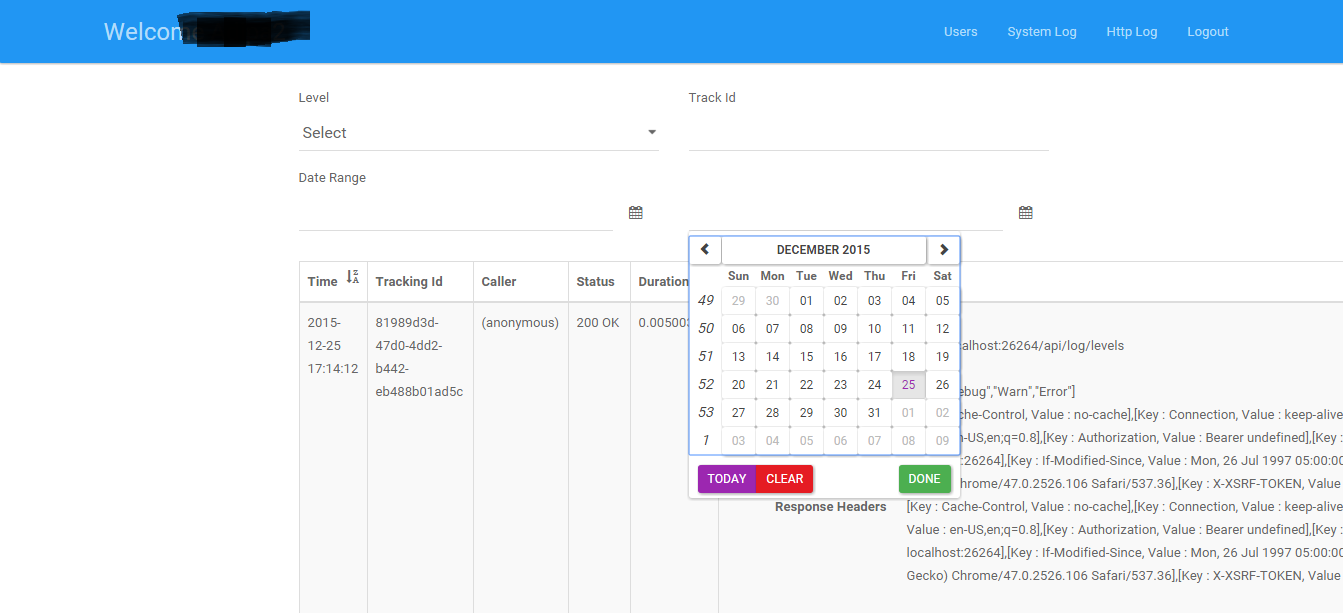 Welcom
Users System Log Http Log Logout
Level Track Id
Select
Date Range
DECEMBER 2015
Sun Mon Tue Wed Thu Fri Sat
49 29 30 01 02 03 04 05
50 06 07 08 09 10 11 12
51 13 14 15 16 17 18 19
52 20 21 22 23 24 25 26
53 27 28 29 30 31 01 02
1 03 04 05 06 07 08 09
TODAY CLEAR DONE
Time Tracking Id Caller Status Duration
2015- 81989d3d- (anonymous) 200 OK 0.005003
12-25 47d0-4dd2-
17:14:12 b442-
eb488b01ad5c
alhost:26264/api/log/levels
ebug","Warn","Error"]
che-Control, Value : no-cache],[Key : Connection, Value : keep-alive
n-US,en;q=0.8],[Key : Authorization, Value : Bearer undefined],[Key :
:26264],[Key : If-Modified-Since, Value : Mon, 26 Jul 1997 05:00:00
Chrome/47.0.2526.106 Safari/537.36],[Key : X-XSRF-TOKEN, Value
Response Headers [Key : Cache-Control, Value : no-cache],[Key : Connection, Value : keep-alive
Value : en-US,en;q=0.8],[Key : Authorization, Value : Bearer undefined],[Key :
localhost:26264],[Key : If-Modified-Since, Value : Mon, 26 Jul 1997 05:00:00
Gecko) Chrome/47.0.2526.106 Safari/537.36],[Key : X-XSRF-TOKEN, Value